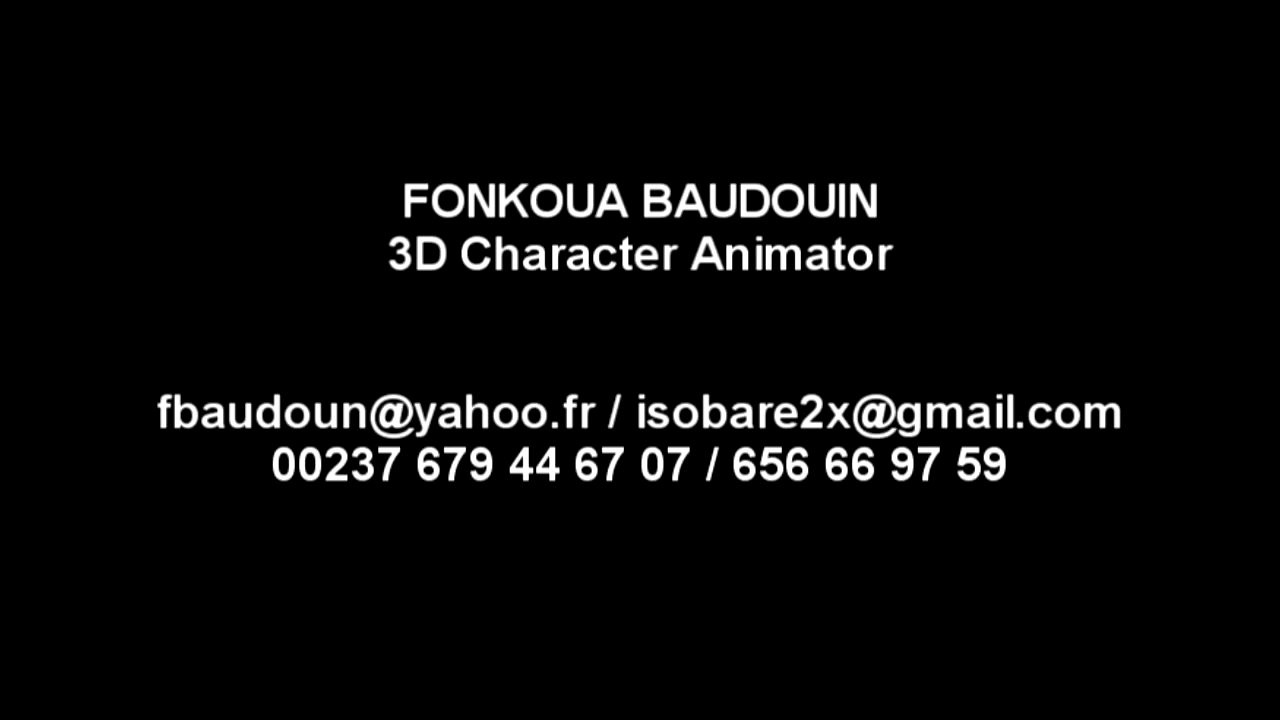 FONKOUA BAUDOUIN
3D Character Animator
fbaudoun@yahoo.fr / isobare2x@gmail.com
00237 679 44 67 07 / 656 66 97 59